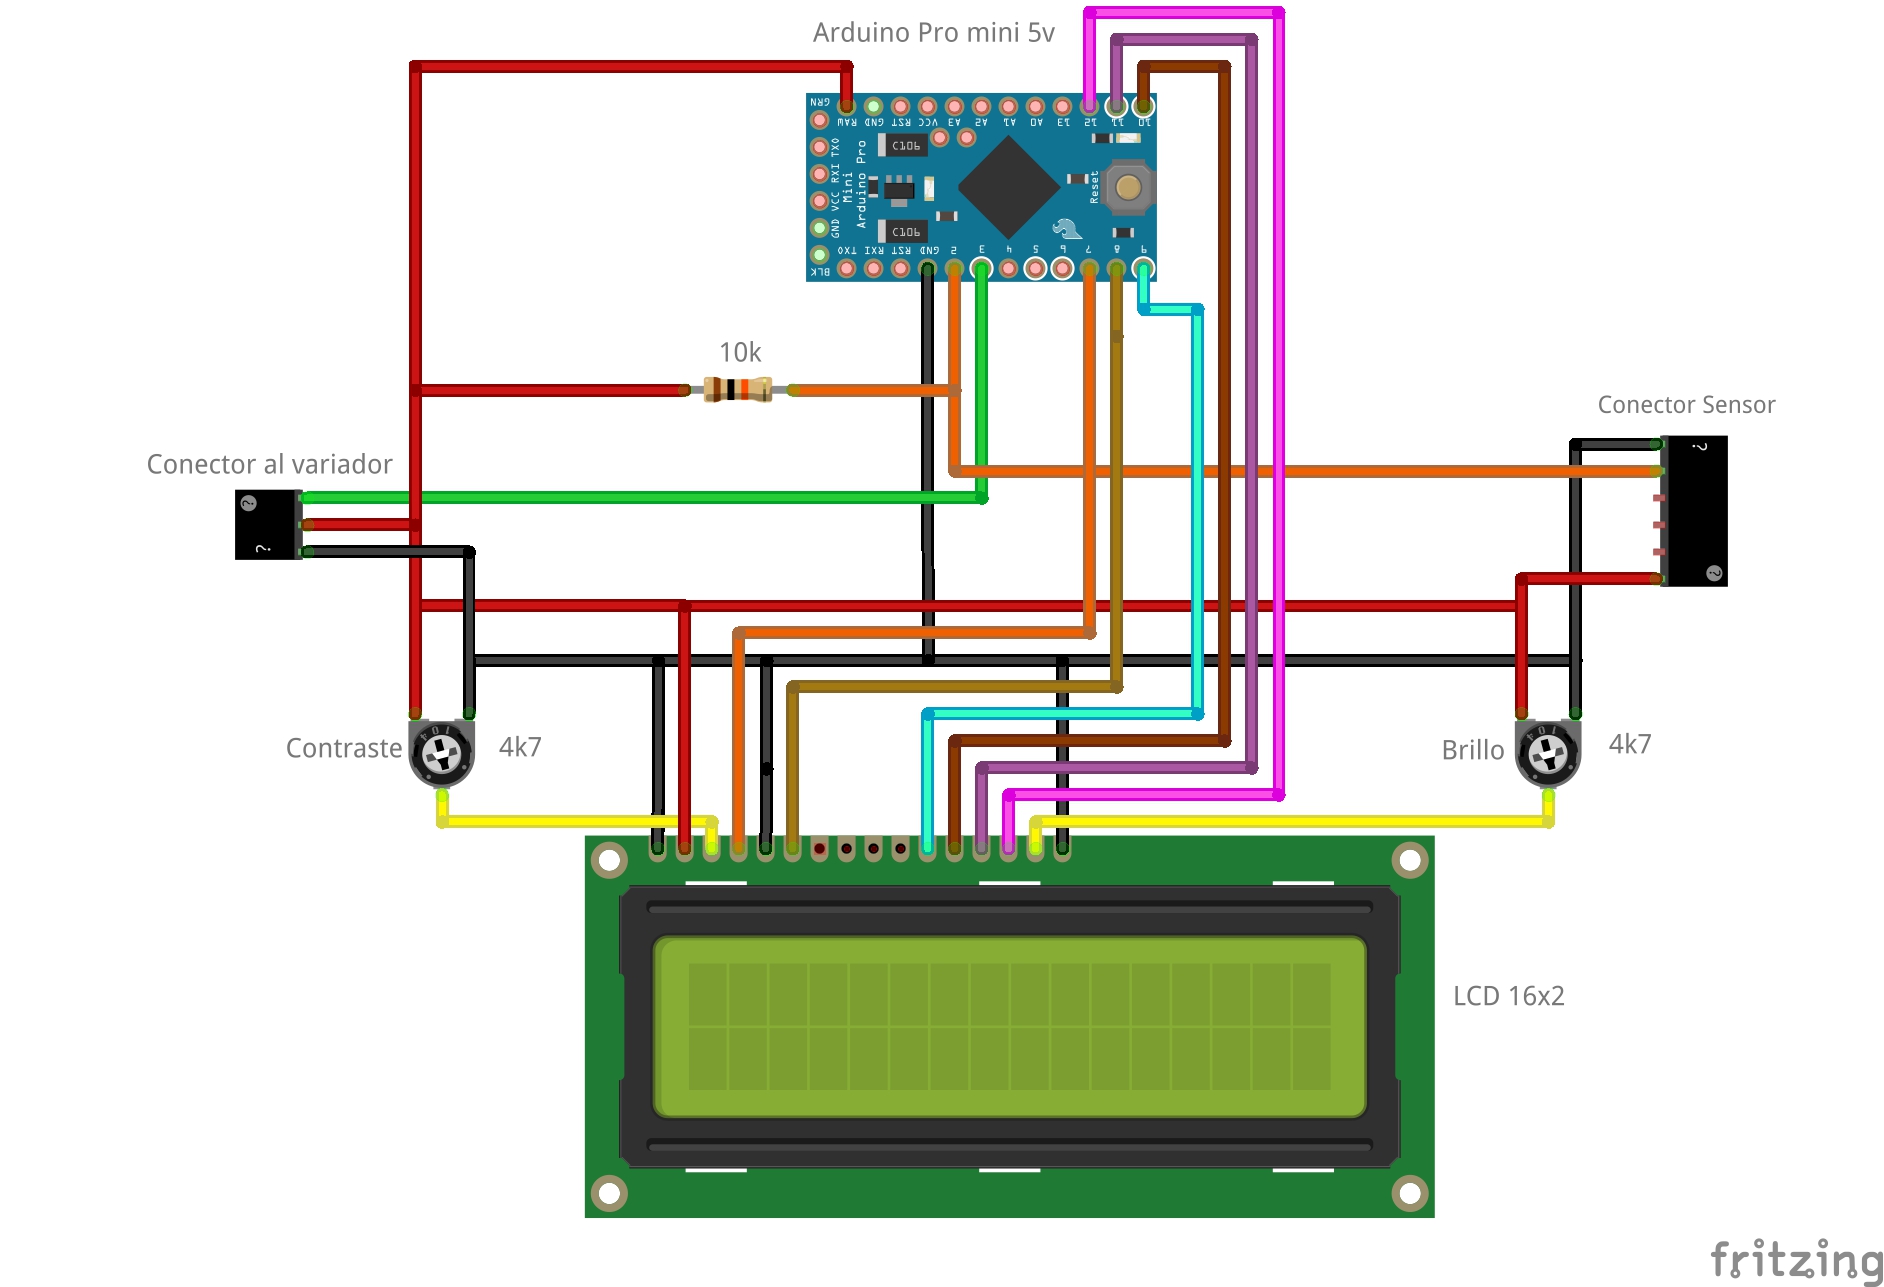 Arduino Pro mini 5v
GRN
RAW GND RST VCC A3 A2 A1 A0 13 12 11 10
TXO
RXI
VCC
GND
BLK
Arduino Pro
Mini
C106
C106
Reset
TXO RXI RST GND 2 3 4 5 6 7 8 9
10k
Conector Sensor
?
?
Conector al variador
?
?
Contraste
104
4k7
Brillo
104
4k7
LCD 16x2
fritzing